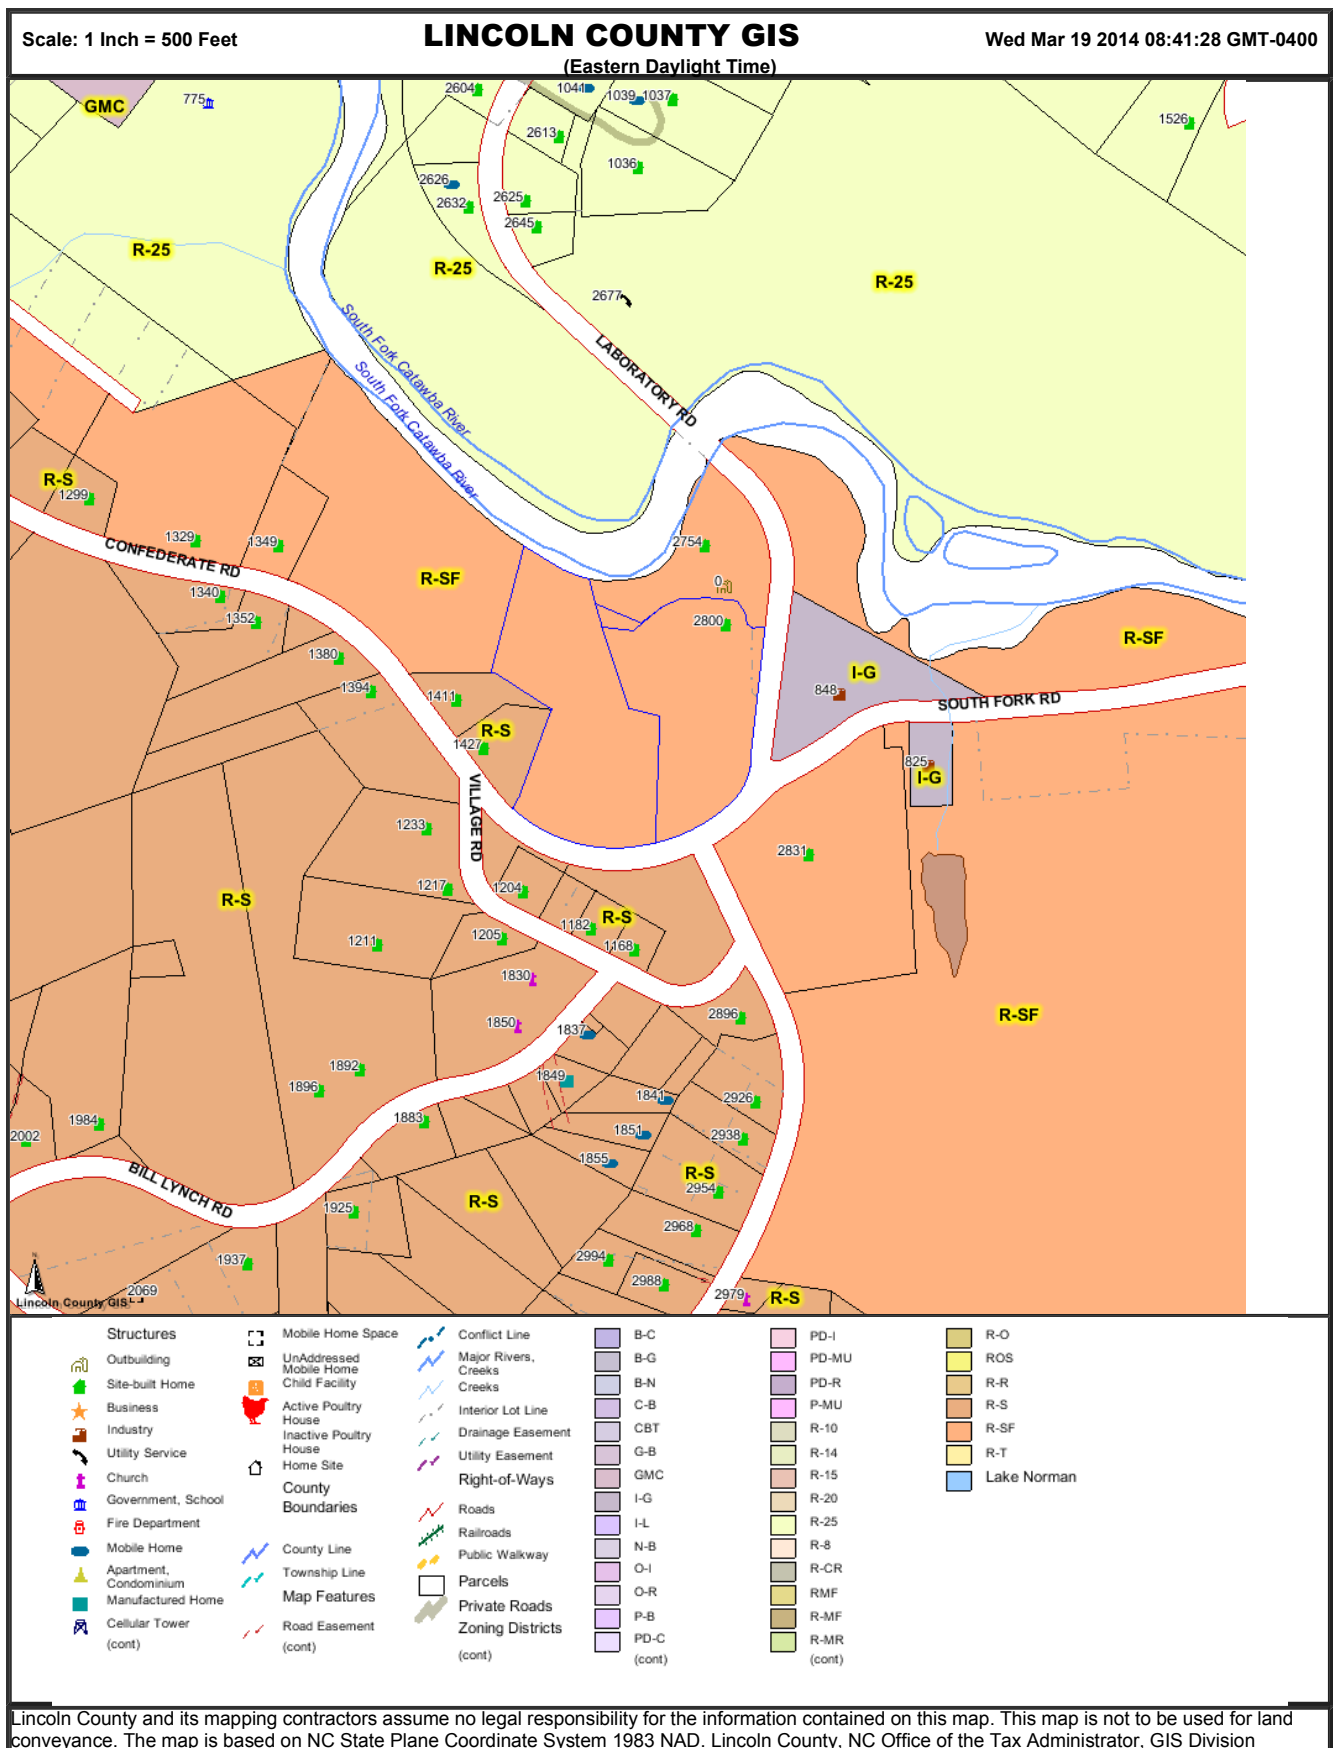 Scale: 1 Inch = 500 Feet
LINCOLN COUNTY GIS
Wed Mar 19 2014 08:41:28 GMT-0400
(Eastern Daylight Time)
GMC
775
2604
1041
1039
1037
1526
2613
1036
2626
2632
2625
2645
R-25
R-25
R-25
2677
South Fork Catawba River
South Fork Catawba River
LABORATORY RD
R-S
1299
1329
1349
CONFEDERATE RD
1340
1352
R-SF
2754
0
2800
R-SF
1380
1394
1411
I-G
848
SOUTH FORK RD
R-S
1427
825
I-G
VILLAGE RD
1233
2831
1217
1204
R-S
R-S
1182
1211
1205
1168
1830
1850
1837
2896
R-SF
1892
1896
1849
1841
2926
1984
1883
2002
1851
2938
1855
BILL LYNCH RD
R-S
2954
R-S
1925
2968
1937
2994
2988
2979
R-S
N
2069
Lincoln County GIS
Structures
Outbuilding
Site-built Home
Business
Industry
Utility Service
Church
Government, School
Fire Department
Mobile Home
Apartment,
Condominium
Manufactured Home
Cellular Tower
(cont)
Mobile Home Space
UnAddressed
Mobile Home
Child Facility
Active Poultry
House
Inactive Poultry
House
Home Site
County
Boundaries
County Line
Township Line
Map Features
Road Easement
(cont)
Conflict Line
Major Rivers,
Creeks
Creeks
Interior Lot Line
Drainage Easement
Utility Easement
Right-of-Ways
Roads
Railroads
Public Walkway
Parcels
Private Roads
Zoning Districts
(cont)
B-C
B-G
B-N
C-B
CBT
G-B
GMC
I-G
I-L
N-B
O-I
O-R
P-B
PD-C
(cont)
PD-I
PD-MU
PD-R
P-MU
R-10
R-14
R-15
R-20
R-25
R-8
R-CR
RMF
R-MF
R-MR
(cont)
R-O
ROS
R-R
R-S
R-SF
R-T
Lake Norman
Lincoln County and its mapping contractors assume no legal responsibility for the information contained on this map. This map is not to be used for land
conveyance. The map is based on NC State Plane Coordinate System 1983 NAD. Lincoln County, NC Office of the Tax Administrator, GIS Division